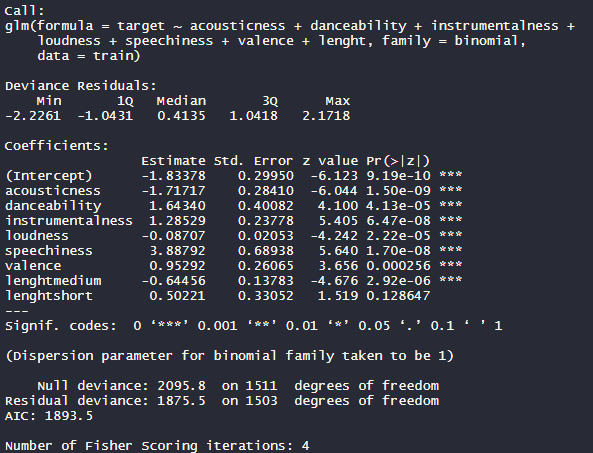 Call:
glm(formula = target ~ acousticness + danceability + instrumentalness +
    loudness + speechiness + valence + lenght, family = binomial,
    data = train)

Deviance Residuals:
    Min       1Q   Median       3Q      Max
-2.2261  -1.0431   0.4135   1.0418   2.1718

Coefficients:
                 Estimate Std. Error z value Pr(>|z|)
(Intercept)      -1.83378    0.29950  -6.123 9.19e-10 ***
acousticness     -1.71717    0.28410  -6.044 1.50e-09 ***
danceability      1.64340    0.40082   4.100 4.13e-05 ***
instrumentalness  1.28529    0.23778   5.405 6.47e-08 ***
loudness         -0.08707    0.02053  -4.242 2.22e-05 ***
speechiness       3.88792    0.68938   5.640 1.70e-08 ***
valence           0.95292    0.26065   3.656 0.000256 ***
lenghtmedium     -0.64456    0.13783  -4.676 2.92e-06 ***
lenghtshort       0.50221    0.33052   1.519 0.128647
---
Signif. codes:  0 ‘***’ 0.001 ‘**’ 0.01 ‘*’ 0.05 ‘.’ 0.1 ‘ ’ 1

(Dispersion parameter for binomial family taken to be 1)

    Null deviance: 2095.8  on 1511  degrees of freedom
Residual deviance: 1875.5  on 1503  degrees of freedom
AIC: 1893.5

Number of Fisher Scoring iterations: 4